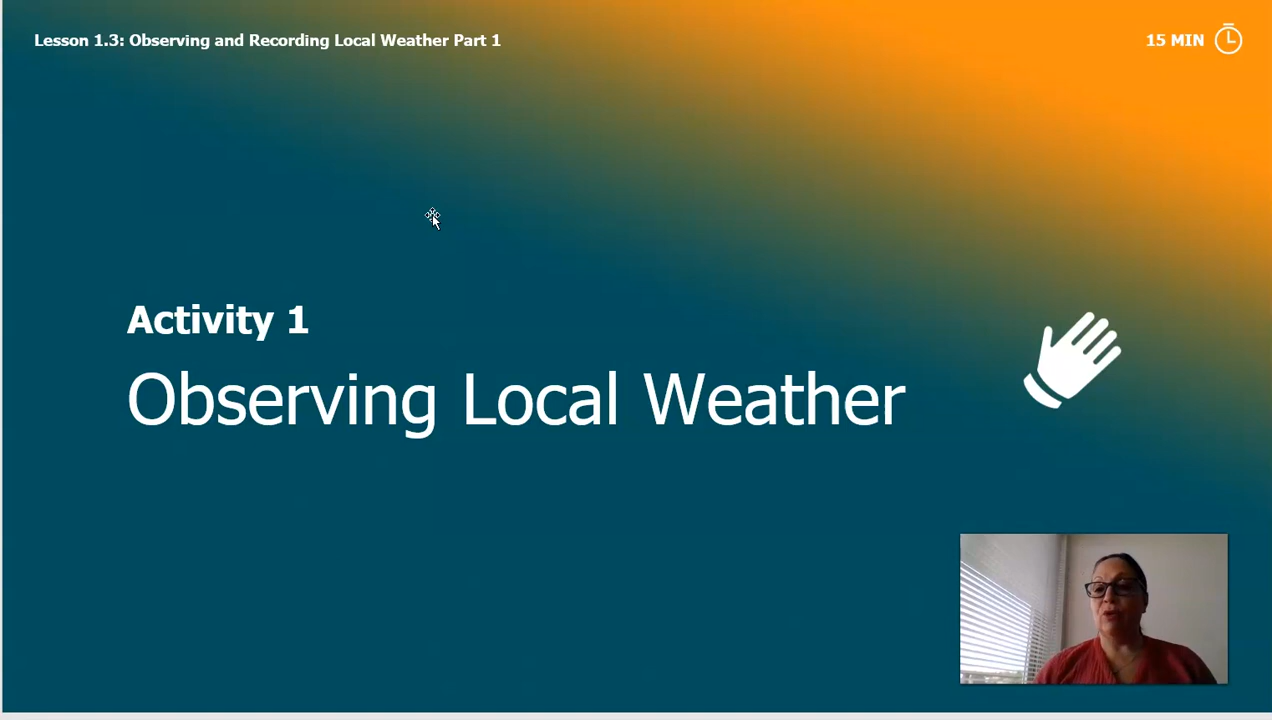 Lesson 1.3: Observing and Recording Local Weather Part 1
15 MIN
Activity 1
Observing Local Weather